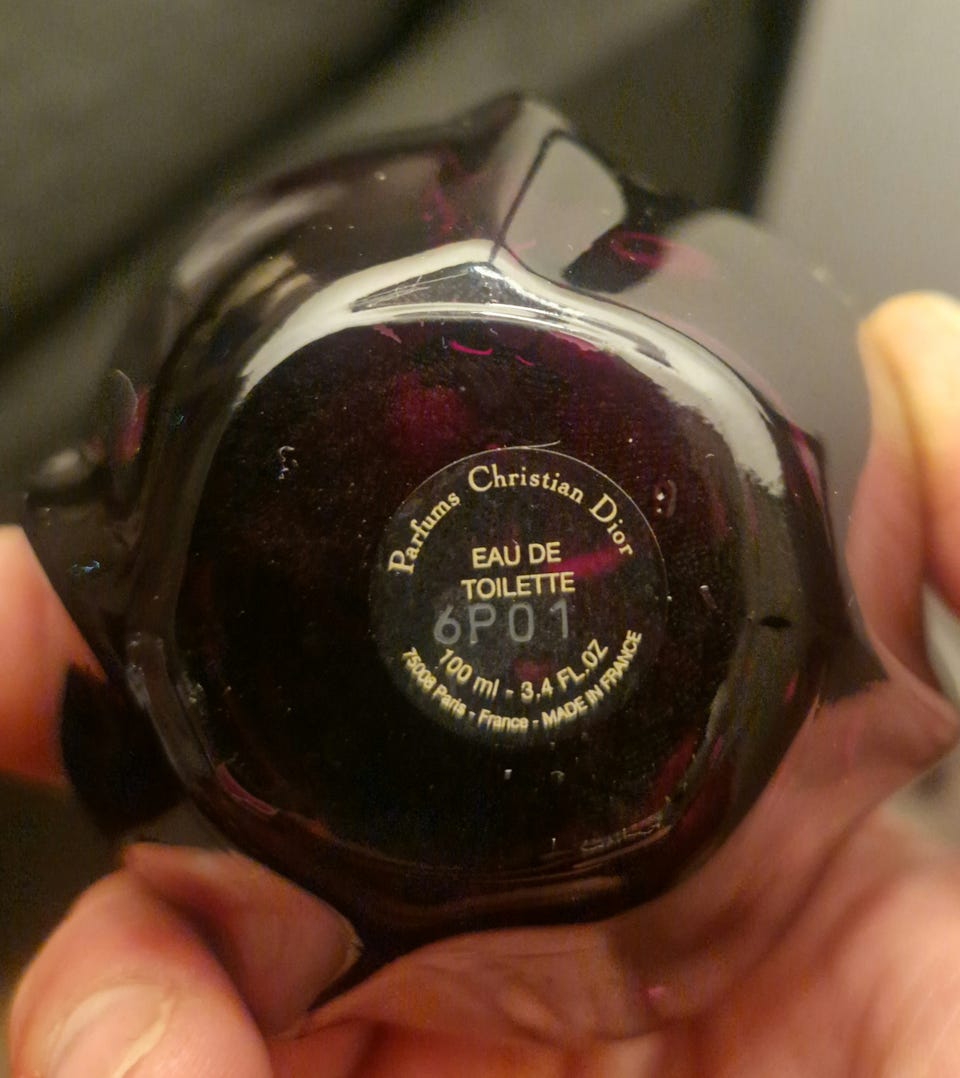 Parfums Christian Dior
EAU DE
TOILETTE
6P01
100 ml - 3.4 FL.OZ
75008 Paris - France - MADE IN FRANCE